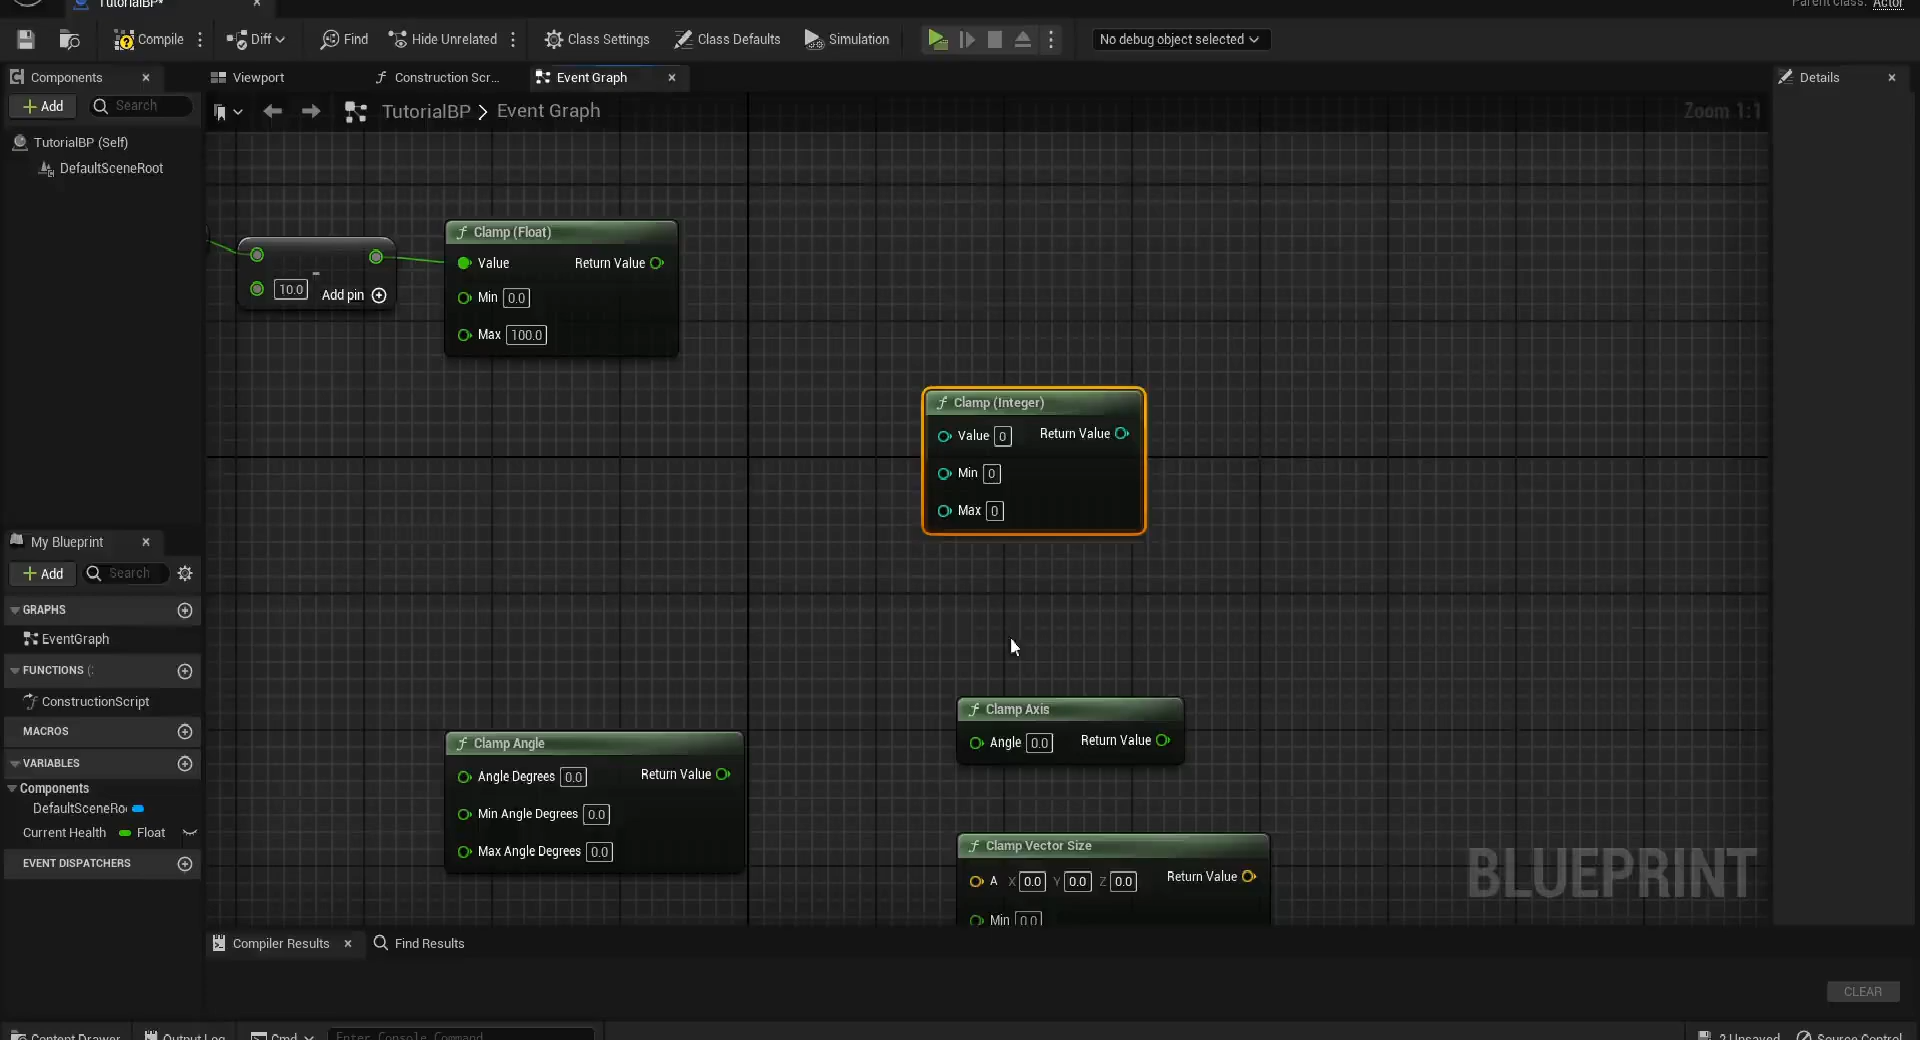 TutorialBP*
Parent class: Actor
Compile
Diff
Find
Hide Unrelated
Class Settings
Class Defaults
Simulation
No debug object selected
Components
Viewport
Construction Scr...
Event Graph
Details
Add
Search
TutorialBP > Event Graph
Zoom 1:1
TutorialBP (Self)
DefaultSceneRoot
10.0
-
Add pin
Clamp (Float)
Value
Return Value
Min 0.0
Max 100.0
Clamp (Integer)
Value 0
Return Value
Min 0
Max 0
My Blueprint
Add
Search
GRAPHS
EventGraph
FUNCTIONS (
ConstructionScript
MACROS
VARIABLES
Components
DefaultSceneRo
Current Health
Float
EVENT DISPATCHERS
Clamp Angle
Angle Degrees 0.0
Return Value
Min Angle Degrees 0.0
Max Angle Degrees 0.0
Clamp Axis
Angle 0.0
Return Value
Clamp Vector Size
A X 0.0 Y 0.0 Z 0.0
Return Value
Min 0.0
BLUEPRINT
Compiler Results
Find Results
CLEAR
Content Drawer
Output Log
Cmd
Enter Console Command
2 Unsaved
Source Control